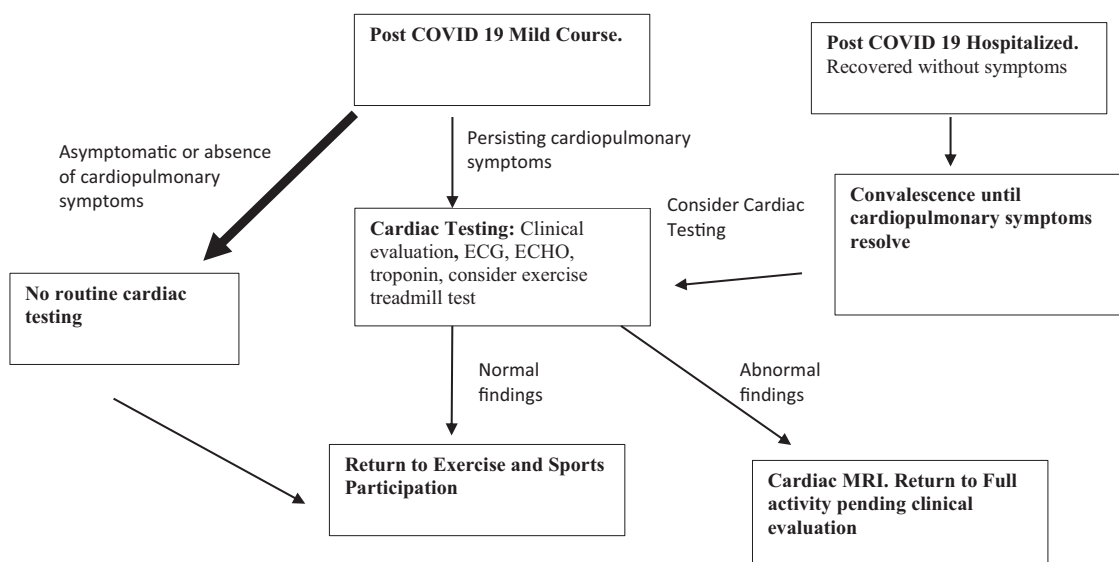 Post COVID 19 Mild Course.
Post COVID 19 Hospitalized.
Recovered without symptoms
Asymptomatic or absence
of cardiopulmonary
symptoms
Persisting cardiopulmonary
symptoms
Convalescence until
cardiopulmonary symptoms
resolve
Consider Cardiac
Testing
Cardiac Testing: Clinical
evaluation, ECG, ECHO,
troponin, consider exercise
treadmill test
No routine cardiac
testing
Normal
findings
Abnormal
findings
Return to Exercise and Sports
Participation
Cardiac MRI. Return to Full
activity pending clinical
evaluation